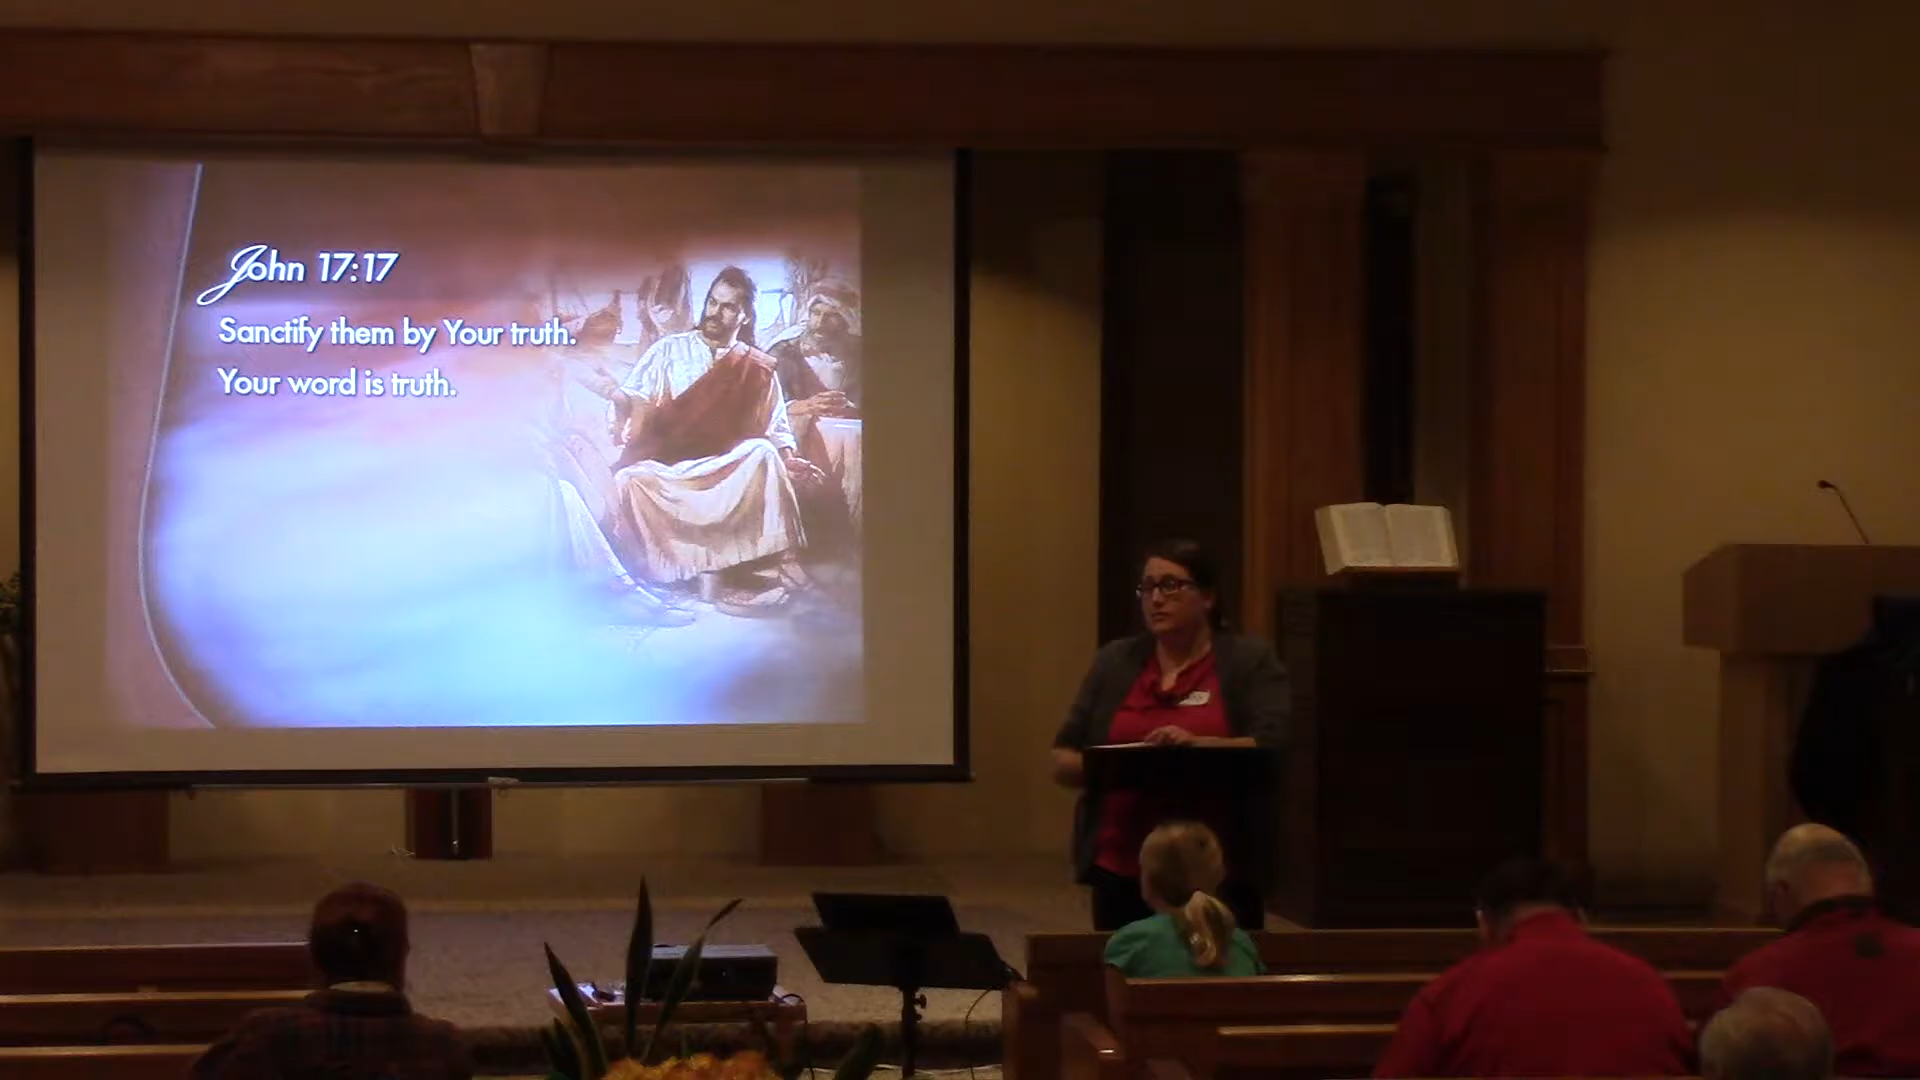 John 17:17
Sanctify them by Your truth.
Your word is truth.